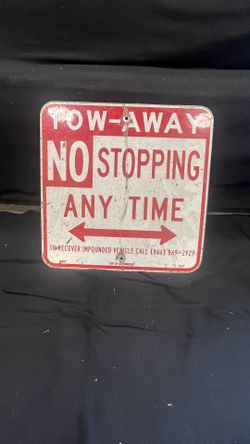 TOW-AWAY
NO STOPPING
ANY TIME
TO RECOVER IMPOUNDED VEHICLE CALL (866) 869-2929